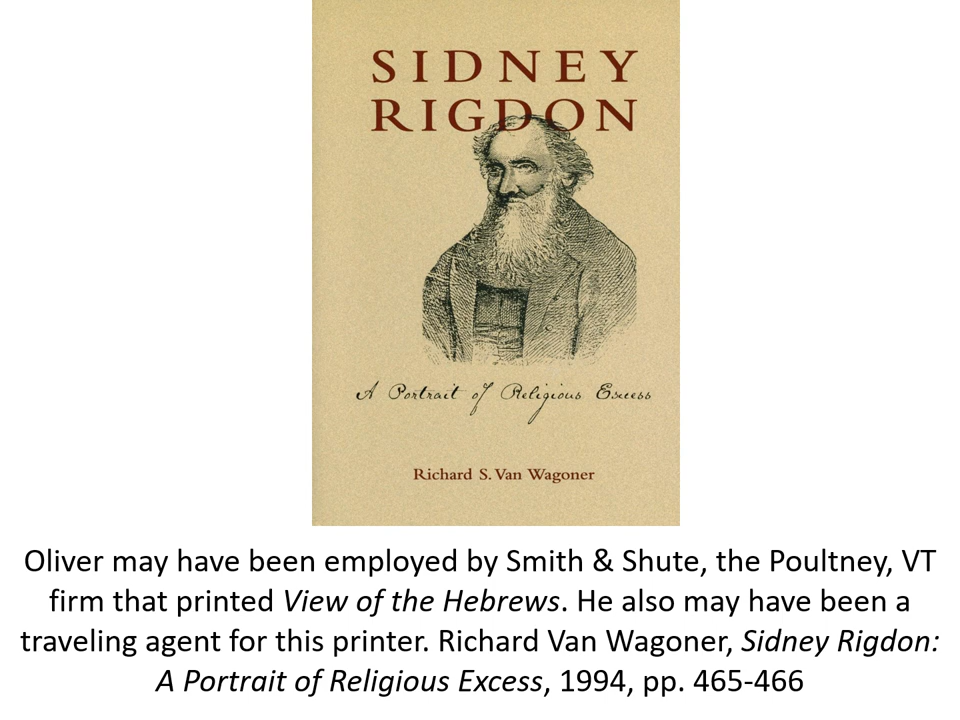 SIDNEY
RIGDON
A Portrait of Religious Excess
Richard S. Van Wagoner
Oliver may have been employed by Smith & Shute, the Poultney, VT
firm that printed View of the Hebrews. He also may have been a
traveling agent for this printer. Richard Van Wagoner, Sidney Rigdon:
A Portrait of Religious Excess, 1994, pp. 465-466